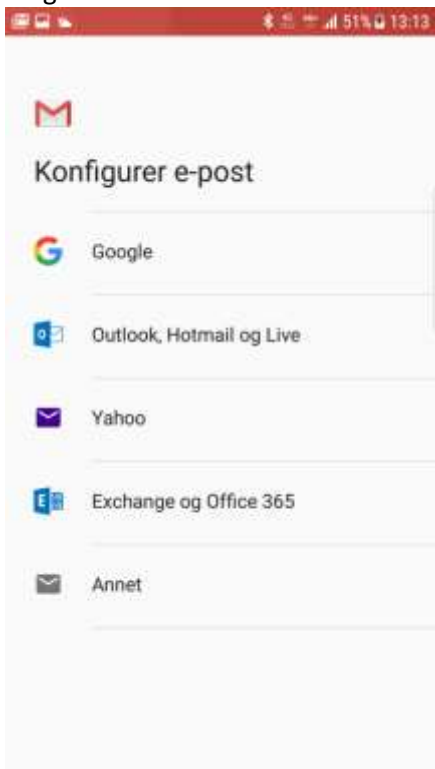 51% 13:13
Konfigurer e-post
Google
Outlook, Hotmail og Live
Yahoo
Exchange og Office 365
Annet